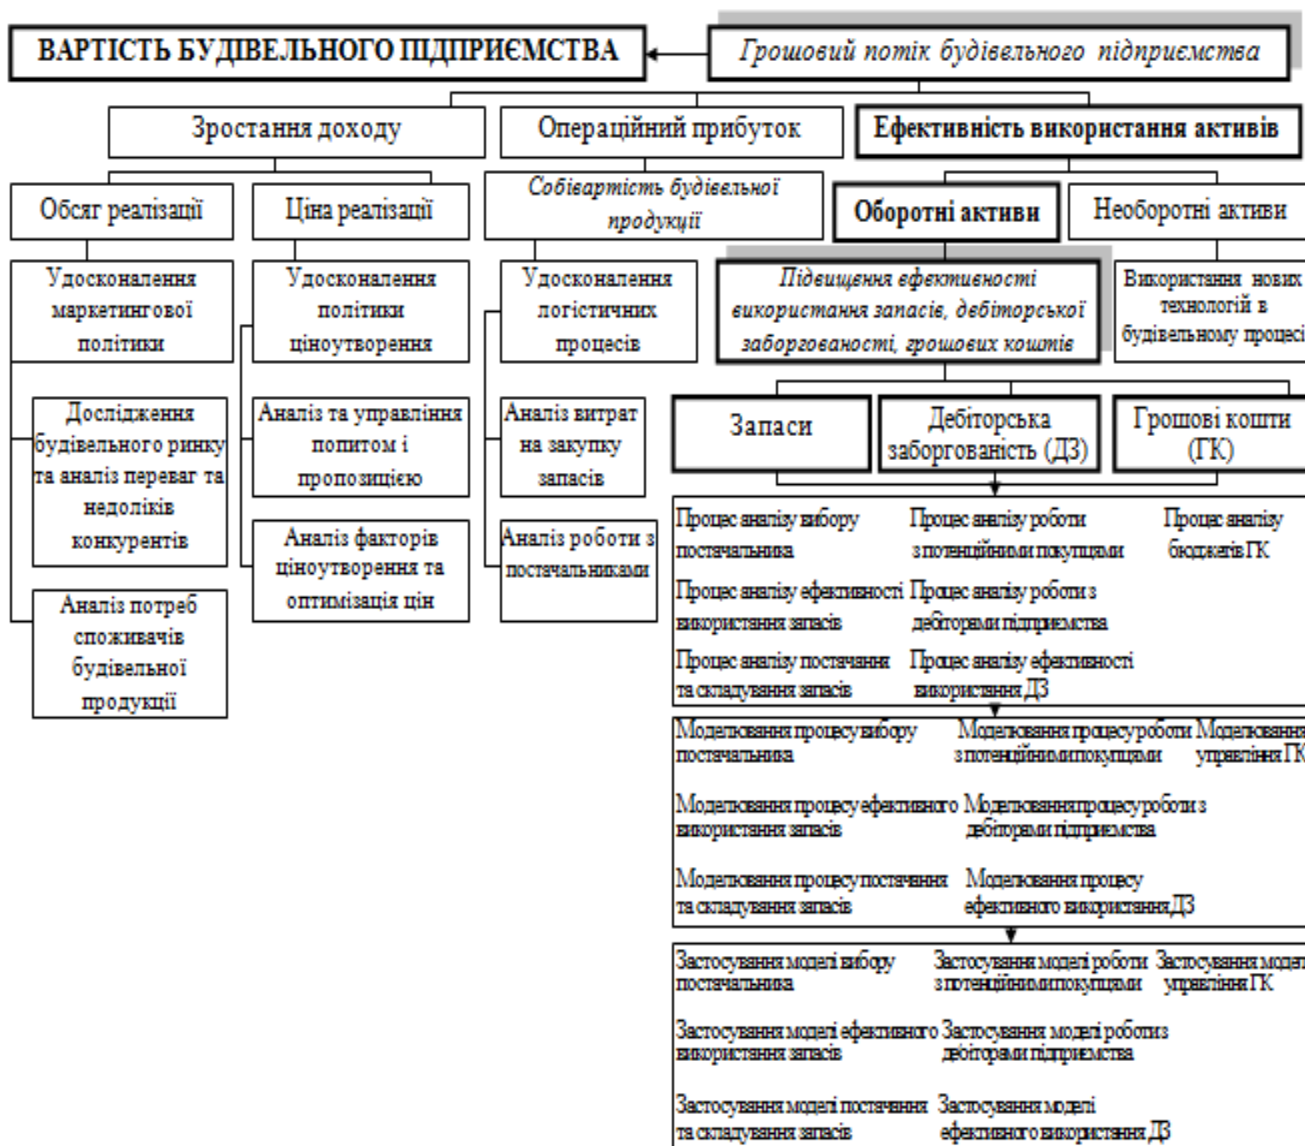 ВАРТІСТЬ БУДІВЕЛЬНОГО ПІДПРИЄМСТВА
Грошовий потік будівельного підприємства
Зростання доходу
Операційний прибуток
Ефективність використання активів
Обсяг реалізації
Ціна реалізації
Собівартість будівельної
продукції
Оборотні активи
Необоротні активи
Удосконалення
маркетингової
політики
Удосконалення
політики
ціноутворення
Удосконалення
логістичних
процесів
Підвищення ефективності
використання запасів, дебіторської
заборгованості, грошових коштів
Використання нових
технологій в
будівельному процесі
Дослідження
будівельного ринку
та аналіз переваг та
недоліків
конкурентів
Аналіз та управління
попитом і
пропозицією
Аналіз витрат
на закупку
запасів
Запаси
Дебіторська
заборгованість (ДЗ)
Грошові кошти
(ГК)
Аналіз потреб
споживачів
будівельної
продукції
Аналіз факторів
ціноутворення та
оптимізація цін
Аналіз роботи з
постачальниками
Процес аналізу вибору
постачальника
Процес аналізу роботи
з потенційними покупцями
Процес аналізу
бюджетів ГК
Процес аналізу ефективності
використання запасів
Процес аналізу роботи з
дебіторами підприємства
Процес аналізу постачання
та складування запасів
Процес аналізу ефективності
використання ДЗ
Моделювання процесу вибору
постачальника
Моделювання процесу роботи
з потенційними покупцями
Моделювання
управління ГК
Моделювання процесу ефективного
використання запасів
Моделювання процесу роботи з
дебіторами підприємства
Моделювання процесу постачання
та складування запасів
Моделювання процесу
ефективного використання ДЗ
Застосування моделі вибору
постачальника
Застосування моделі роботи
з потенційними покупцями
Застосування моделі
управління ГК
Застосування моделі ефективного
використання запасів
Застосування моделі роботи з
дебіторами підприємства
Застосування моделі постачання
та складування запасів
Застосування моделі
ефективного використання ДЗ